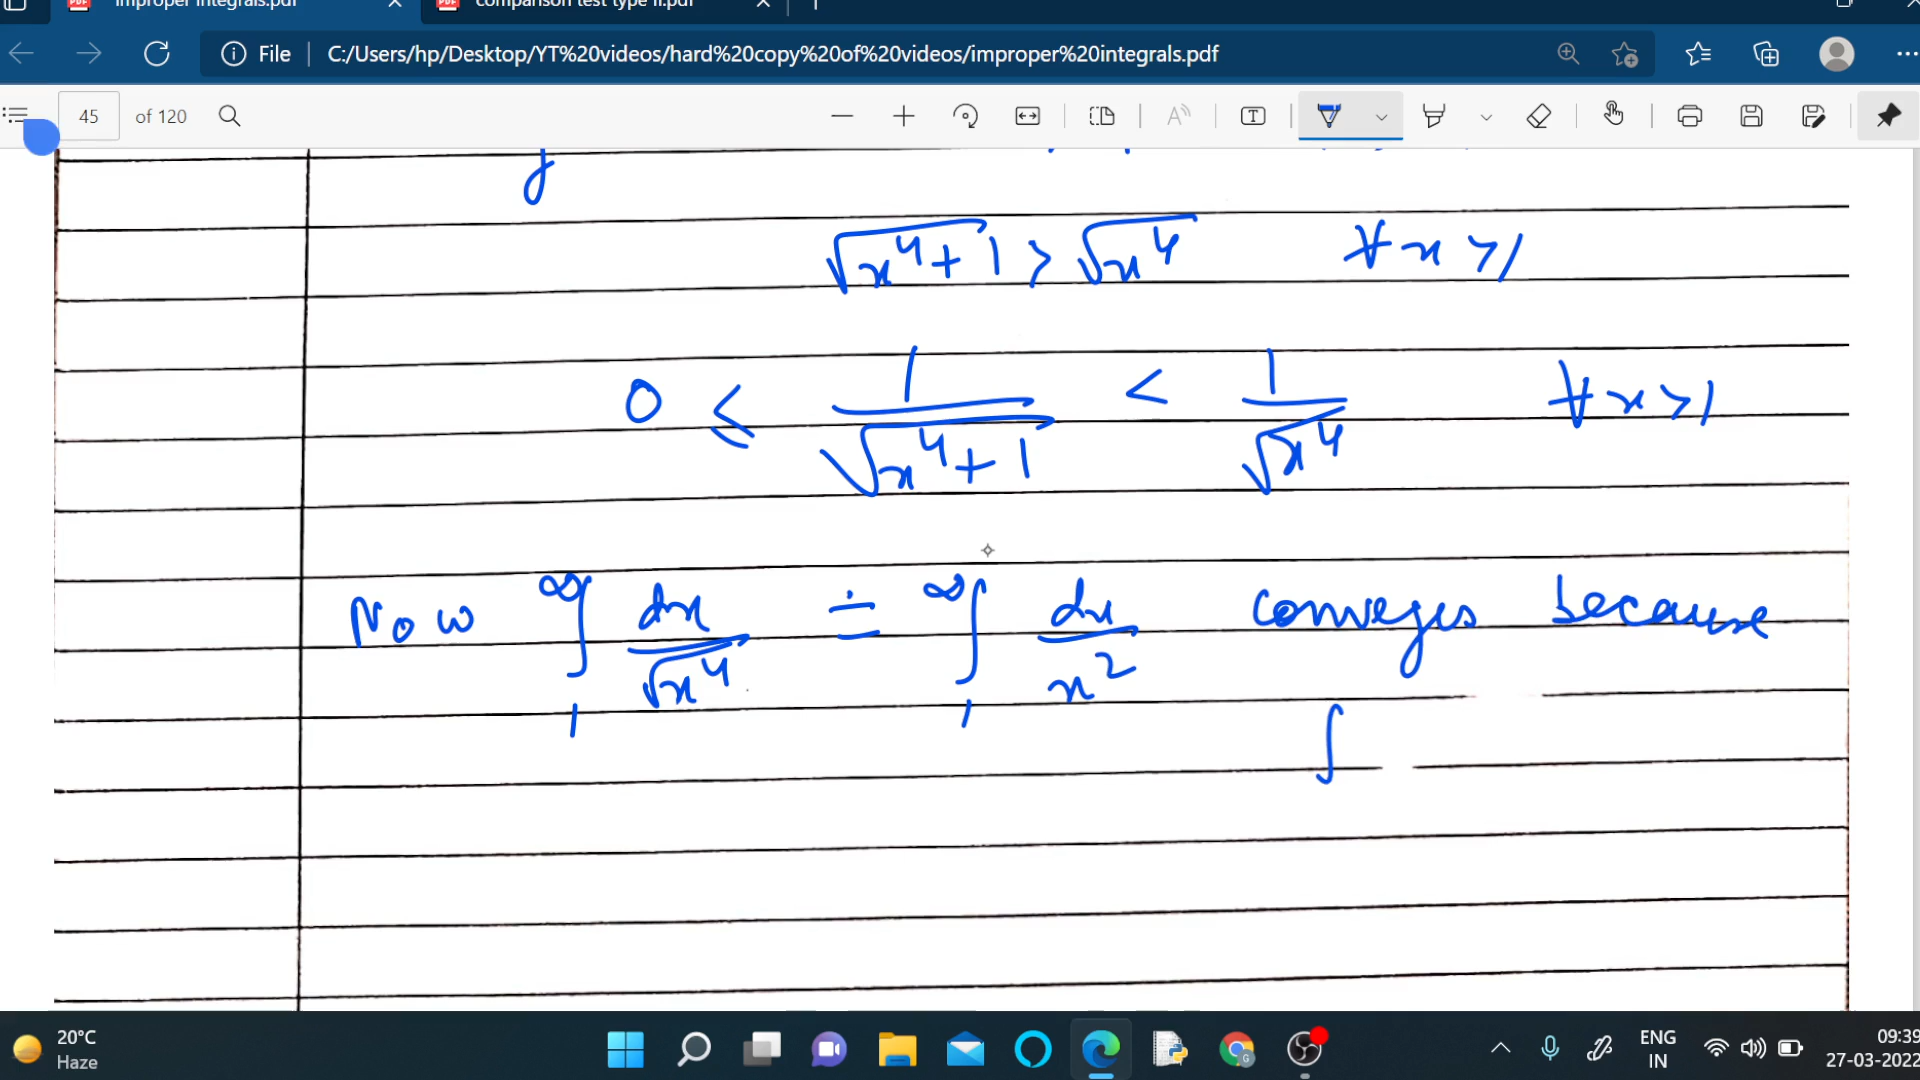 improper integrals.pdf comparison test type II.pdf
File C:/Users/hp/Desktop/YT%20videos/hard%20copy%20of%20videos/improper%20integrals.pdf
45 of 120
√(x⁴+1) > √(x⁴) ∀ x >1
0 ≤ 1/√(x⁴+1) < 1/√(x⁴) ∀ x >1
Now ∫₁^∞ dx/√(x⁴) = ∫₁^∞ dx/x² conveges because
∫
20°C
Haze
ENG
IN
09:39
27-03-2022